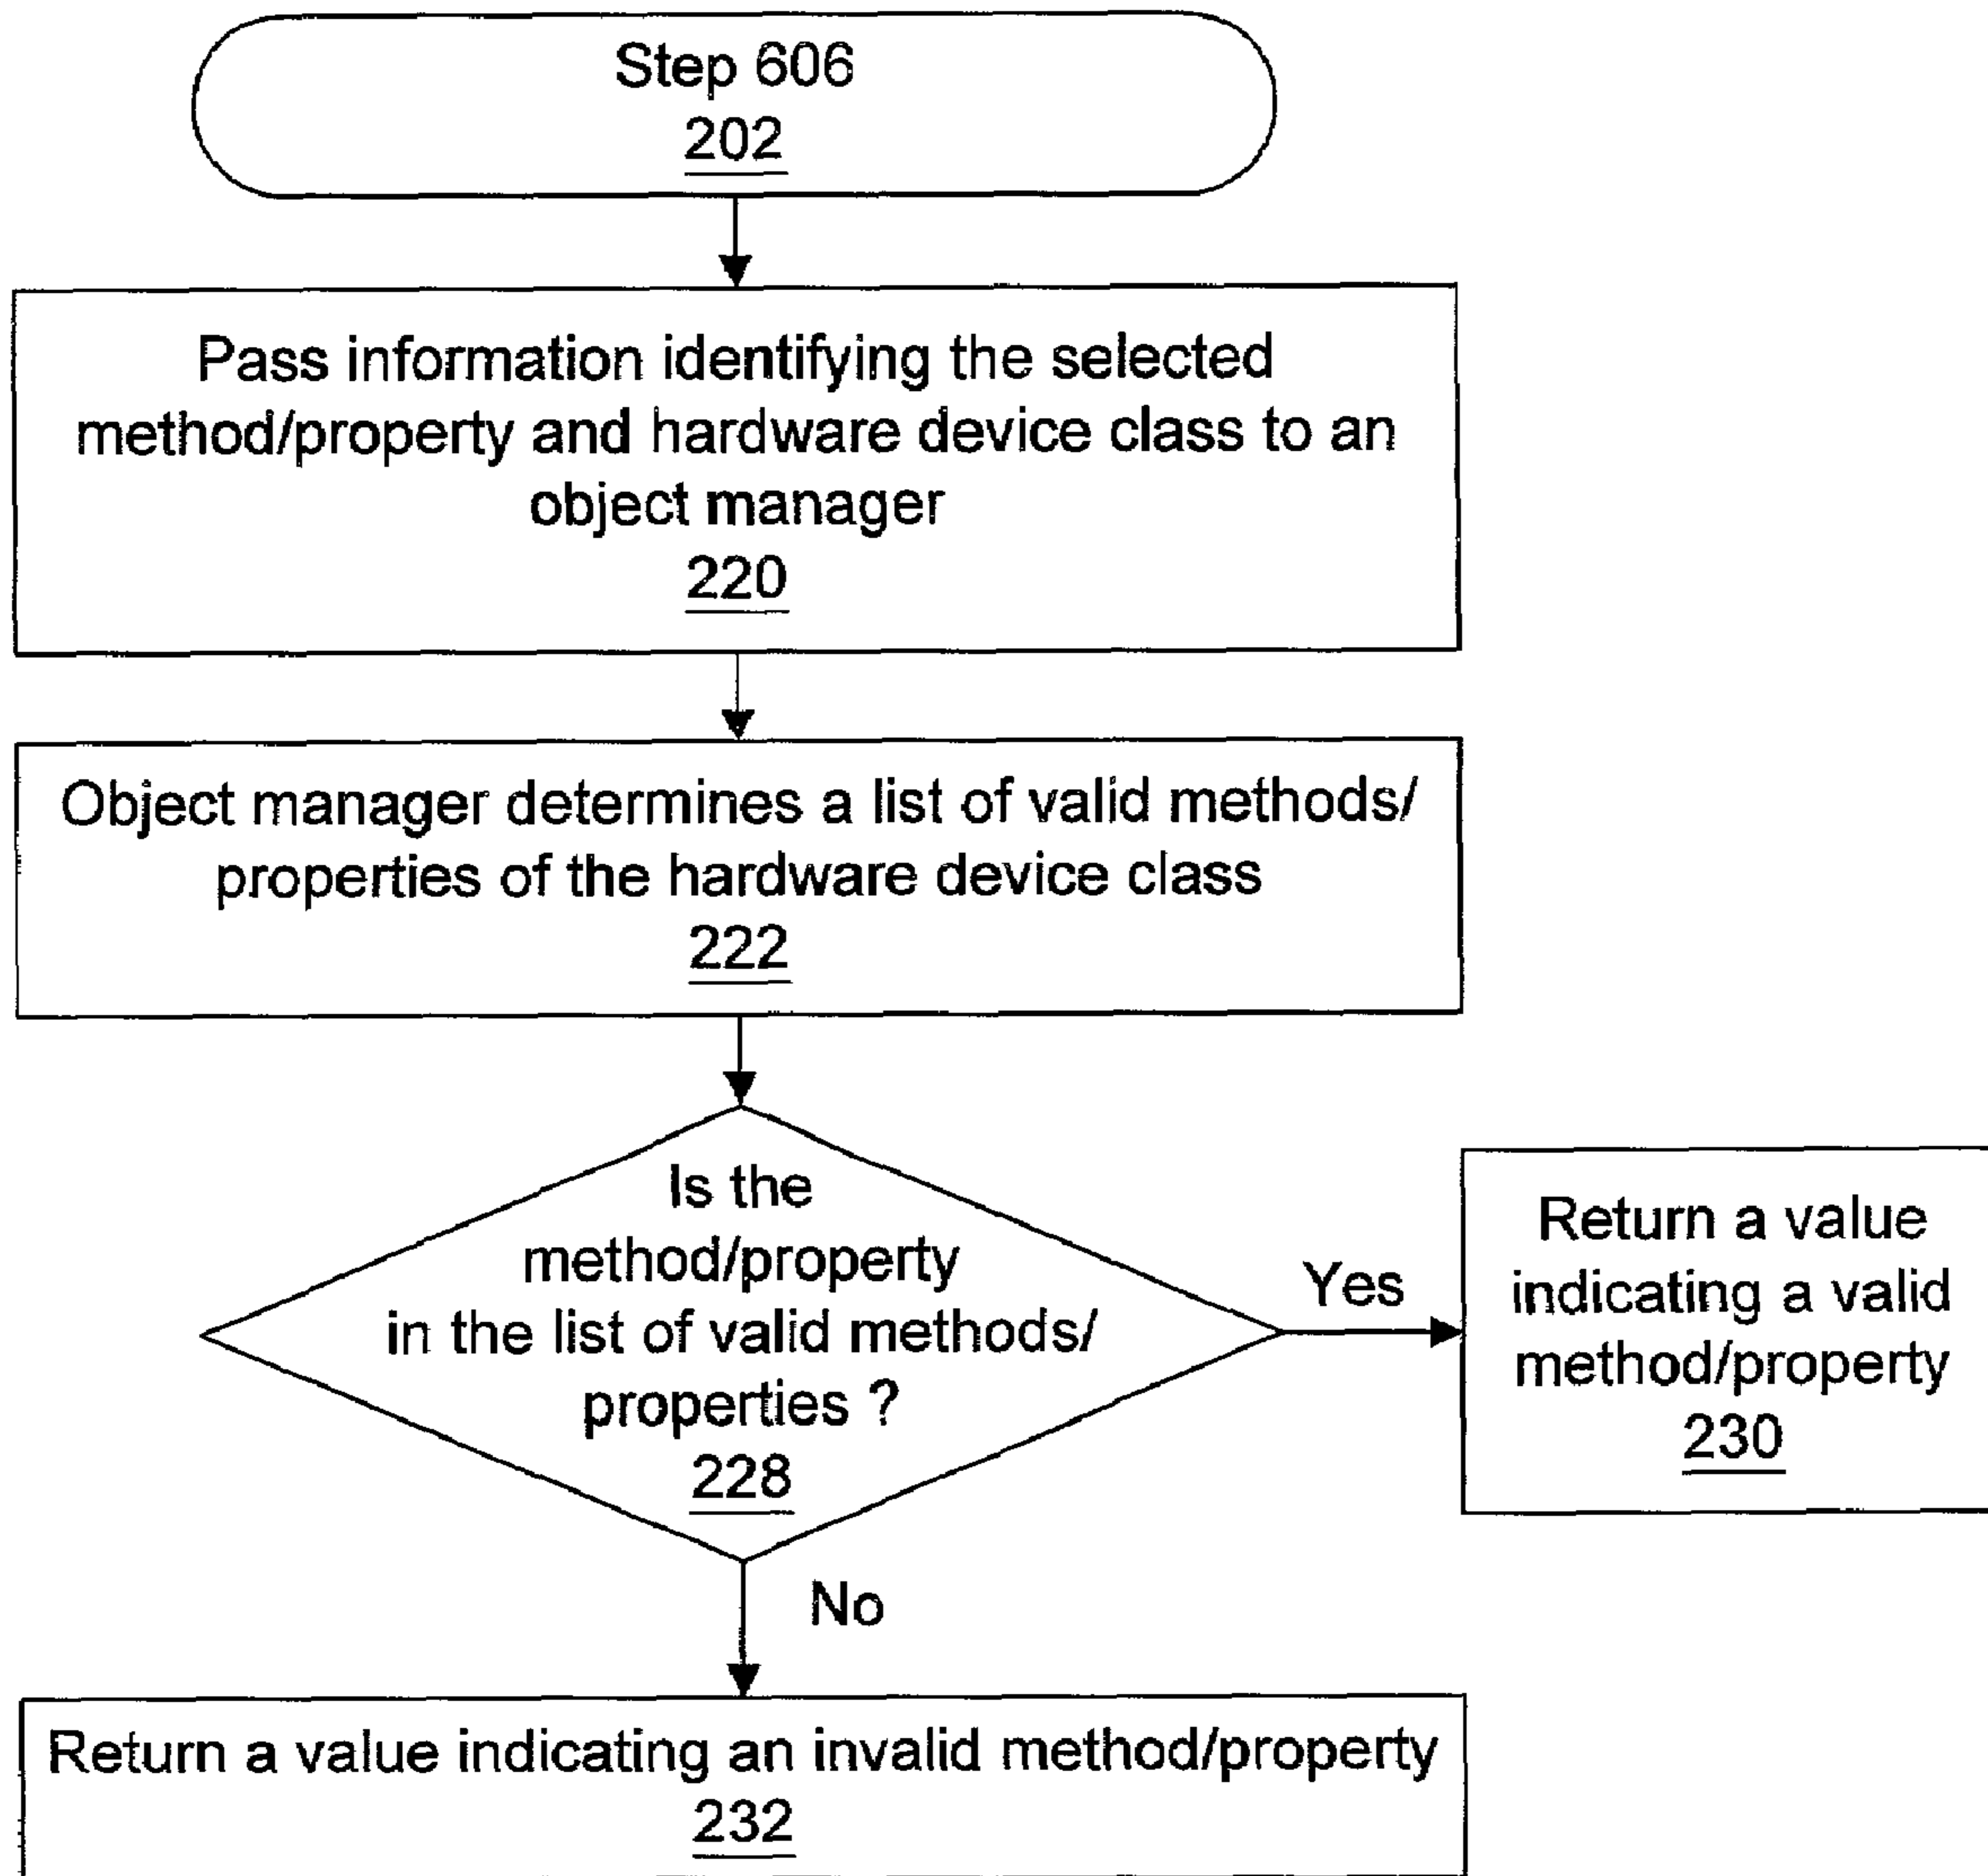 Step 606
202
Pass information identifying the selected
method/property and hardware device class to an
object manager
220
Object manager determines a list of valid methods/
properties of the hardware device class
222
Is the
method/property
in the list of valid methods/
properties ?
228
Yes
Return a value
indicating a valid
method/property
230
No
Return a value indicating an invalid method/property
232